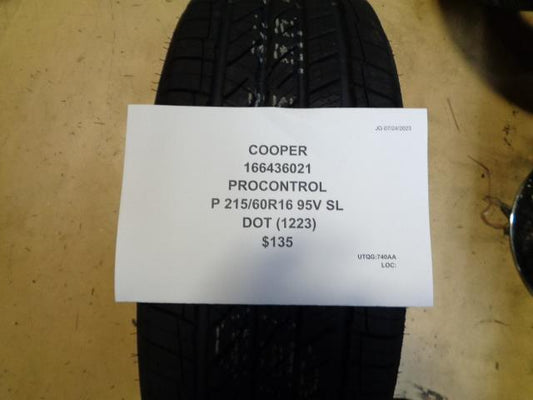 JG 07/24/2023
COOPER
166436021
PROCONTROL
P 215/60R16 95V SL
DOT (1223)
$135
UTQG:740AA
LOC: